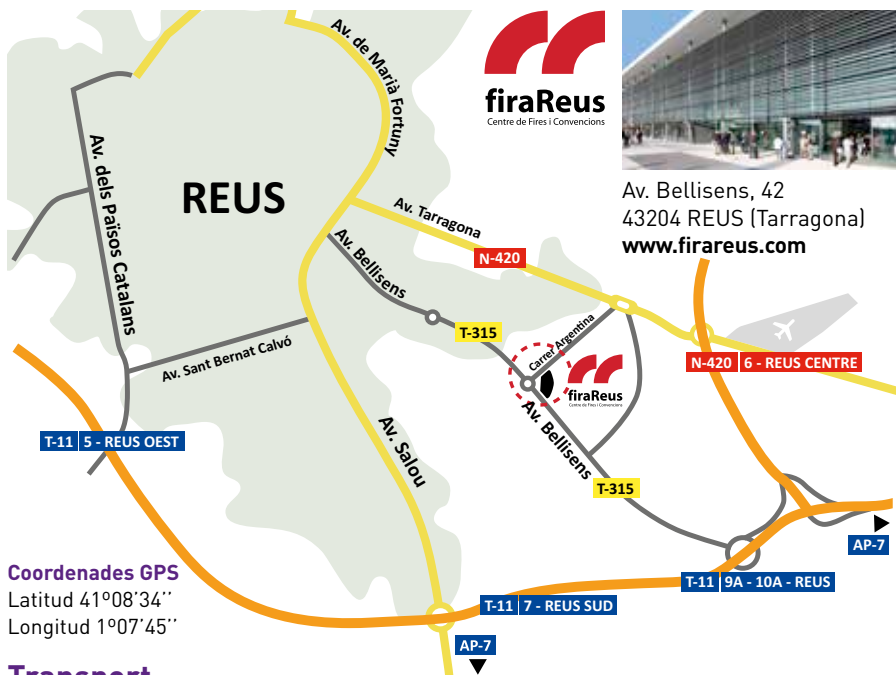 Av. de Marià Fortuny
firaReus
Centre de Fires i Convencions
Av. dels Països Catalans
REUS
Av. Bellisens, 42
43204 REUS (Tarragona)
www.firareus.com
Av. Tarragona
Av. Bellisens
N-420
T-315
Carrer Argentina
Av. Sant Bernat Calvó
N-420 6 - REUS CENTRE
firaReus
Centre de Fires i Convencions
Av. Bellisens
Av. Salou
T-11 5 - REUS OEST
T-315
AP-7
Coordenades GPS
Latitud 41º08’34’’
Longitud 1º07’45’’
T-11 9A - 10A - REUS
T-11 7 - REUS SUD
AP-7
Transport